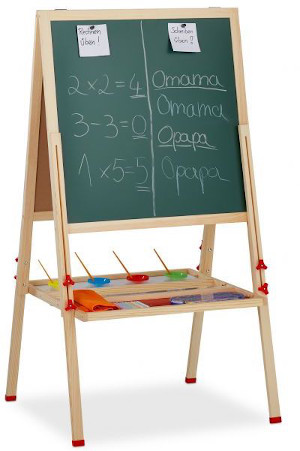 Rechnen
üben!
Schreiben
üben!
2 x 2 = 4
3 - 3 = 0
1 x 5 = 5
Omama
Omama
Opapa
Opapa